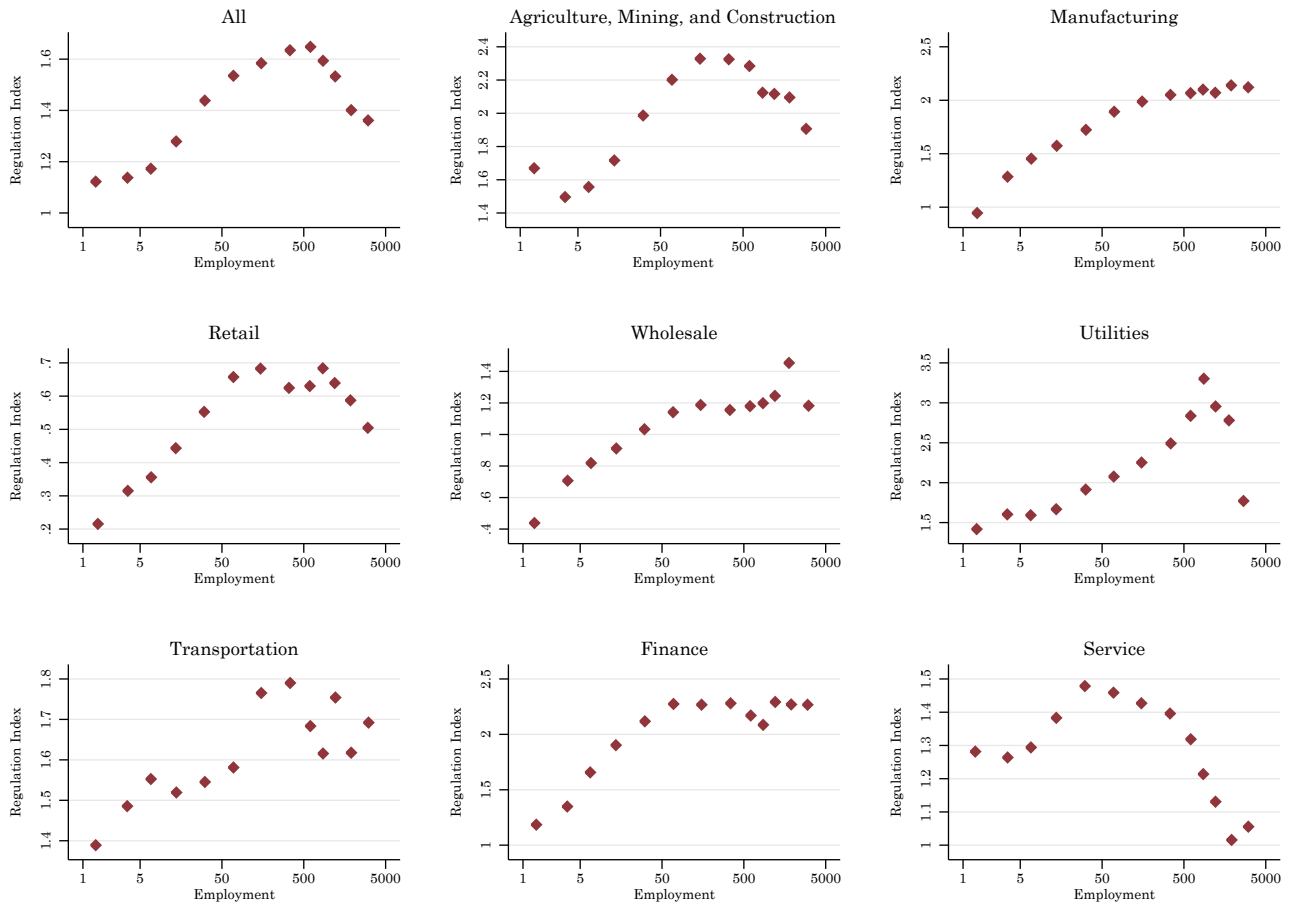 All
Regulation Index
1.6
1.4
1.2
1
1 5 50 500 5000
Employment
Agriculture, Mining, and Construction
Regulation Index
2.4
2.2
2
1.8
1.6
1.4
1 5 50 500 5000
Employment
Manufacturing
Regulation Index
2.5
2
1.5
1
1 5 50 500 5000
Employment
Retail
Regulation Index
.7
.6
.5
.4
.3
.2
1 5 50 500 5000
Employment
Wholesale
Regulation Index
1.4
1.2
1
.8
.6
.4
1 5 50 500 5000
Employment
Utilities
Regulation Index
3.5
3
2.5
2
1.5
1 5 50 500 5000
Employment
Transportation
Regulation Index
1.8
1.7
1.6
1.5
1.4
1 5 50 500 5000
Employment
Finance
Regulation Index
2.5
2
1.5
1
1 5 50 500 5000
Employment
Service
Regulation Index
1.5
1.4
1.3
1.2
1.1
1
1 5 50 500 5000
Employment